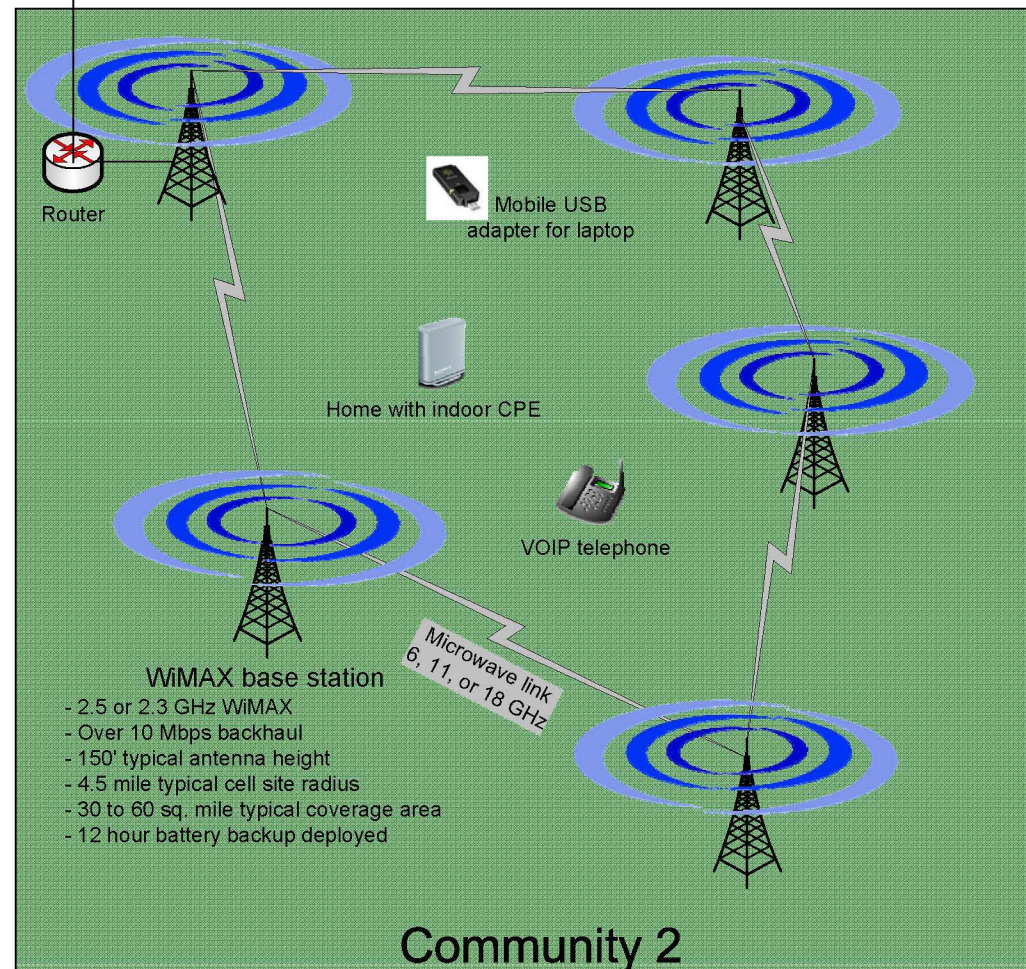 Router
Mobile USB
adapter for laptop
Home with indoor CPE
VOIP telephone
Microwave link
6, 11, or 18 GHz
WiMAX base station
- 2.5 or 2.3 GHz WiMAX
- Over 10 Mbps backhaul
- 150' typical antenna height
- 4.5 mile typical cell site radius
- 30 to 60 sq. mile typical coverage area
- 12 hour battery backup deployed
Community 2